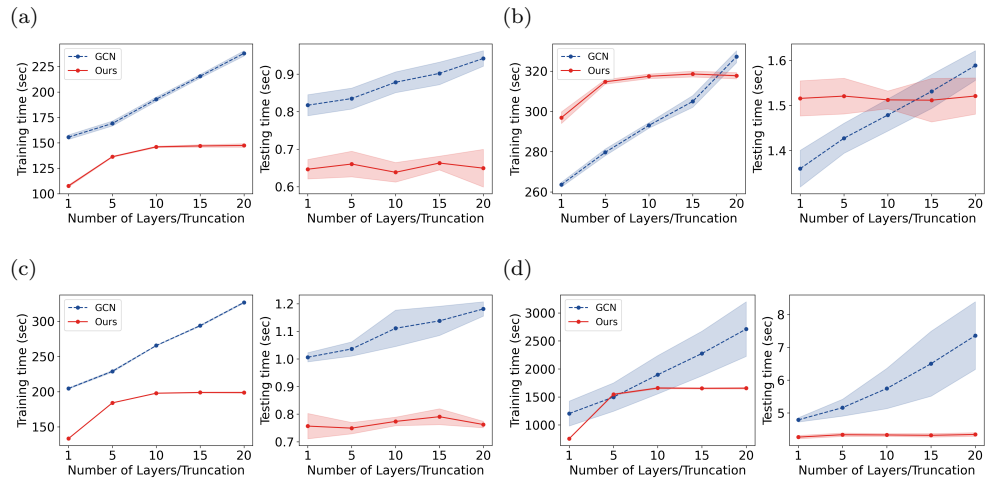 (a)
(b)
GCN
Ours
Training time (sec)
225
200
175
150
125
100
1 5 10 15 20
Number of Layers/Truncation
Testing time (sec)
0.9
0.8
0.7
0.6
1 5 10 15 20
Number of Layers/Truncation
GCN
Ours
Training time (sec)
320
300
280
260
1 5 10 15 20
Number of Layers/Truncation
Testing time (sec)
1.6
1.5
1.4
1 5 10 15 20
Number of Layers/Truncation
(c)
(d)
GCN
Ours
Training time (sec)
300
250
200
150
1 5 10 15 20
Number of Layers/Truncation
Testing time (sec)
1.2
1.1
1.0
0.9
0.8
0.7
1 5 10 15 20
Number of Layers/Truncation
GCN
Ours
Training time (sec)
3000
2500
2000
1500
1000
1 5 10 15 20
Number of Layers/Truncation
Testing time (sec)
8
7
6
5
1 5 10 15 20
Number of Layers/Truncation